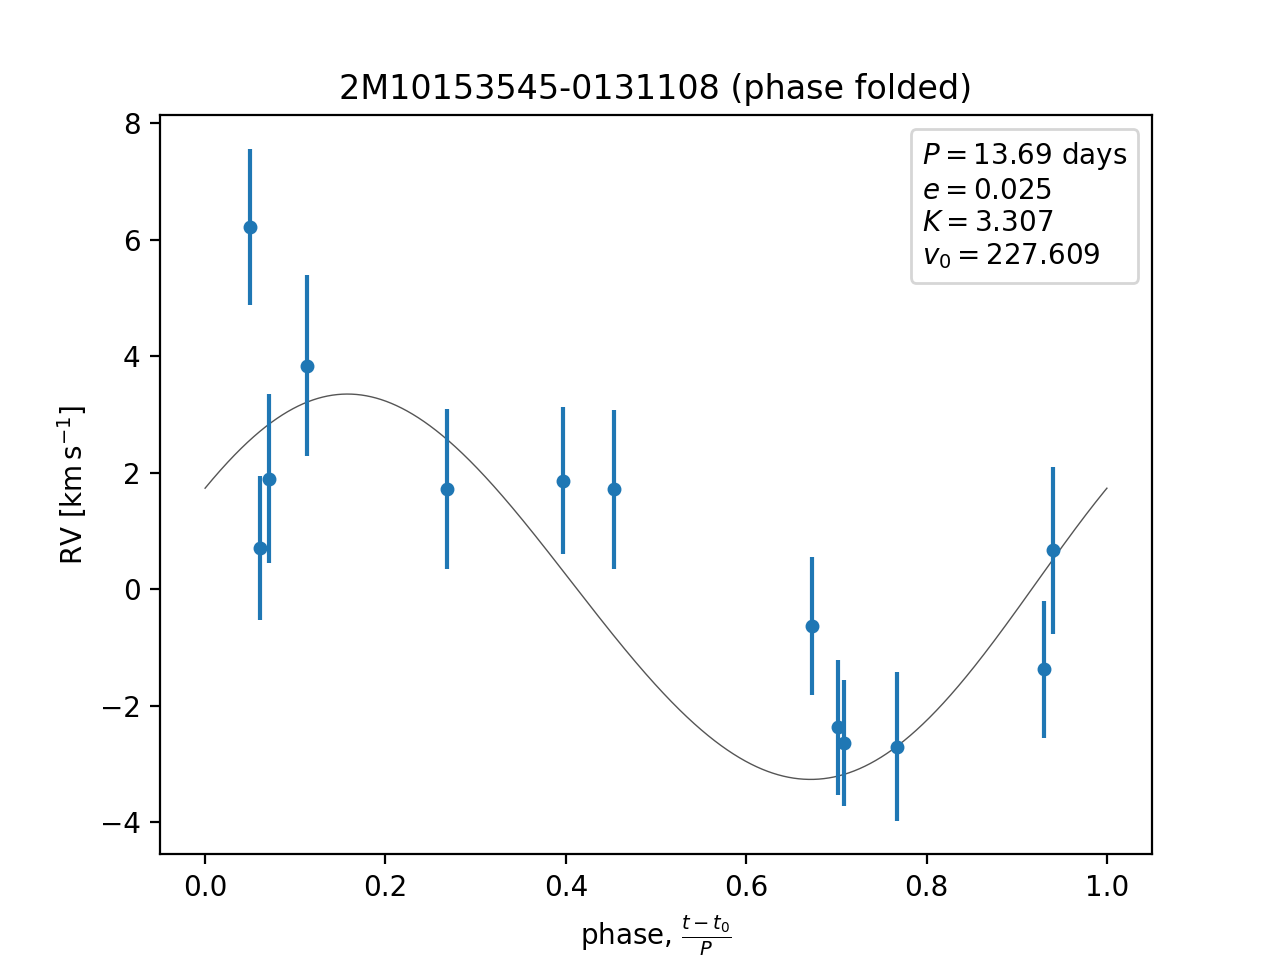 2M10153545-0131108 (phase folded)
P = 13.69 days
e = 0.025
K = 3.307
v₀ = 227.609
RV [km s⁻¹]
8
6
4
2
0
−2
−4
0.0 0.2 0.4 0.6 0.8 1.0
phase, (t − t₀)/P